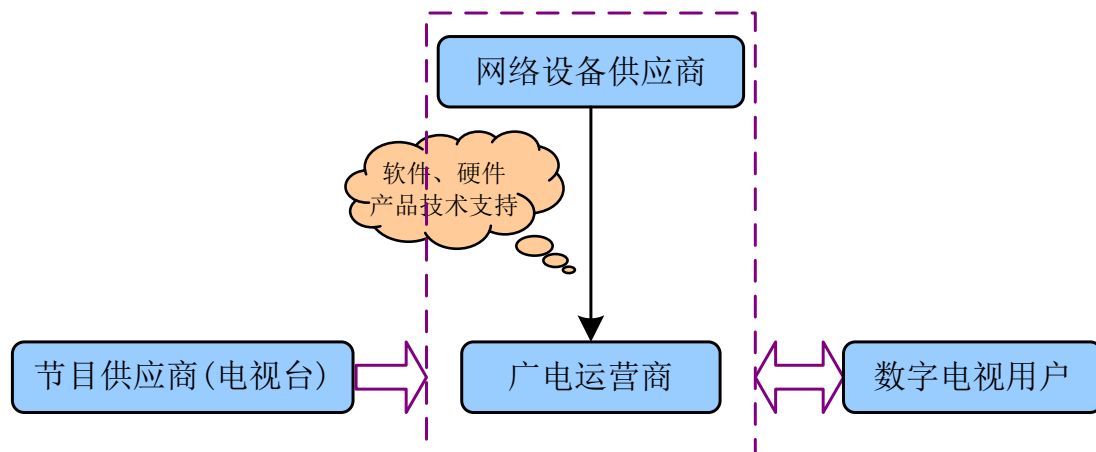 网络设备供应商
软件、硬件
产品技术支持
节目供应商(电视台)
广电运营商
数字电视用户